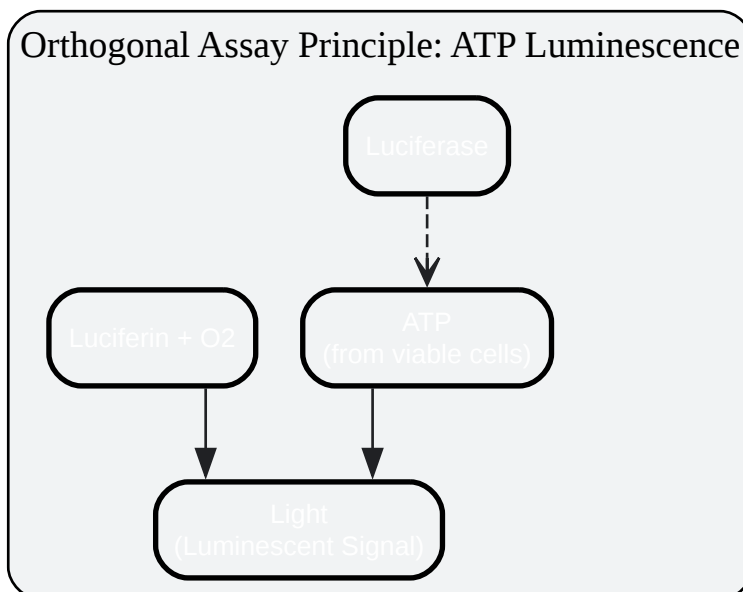 Orthogonal Assay Principle: ATP Luminescence
Luciferase
Luciferin + O2
ATP
(from viable cells)
Light
(Luminescent Signal)